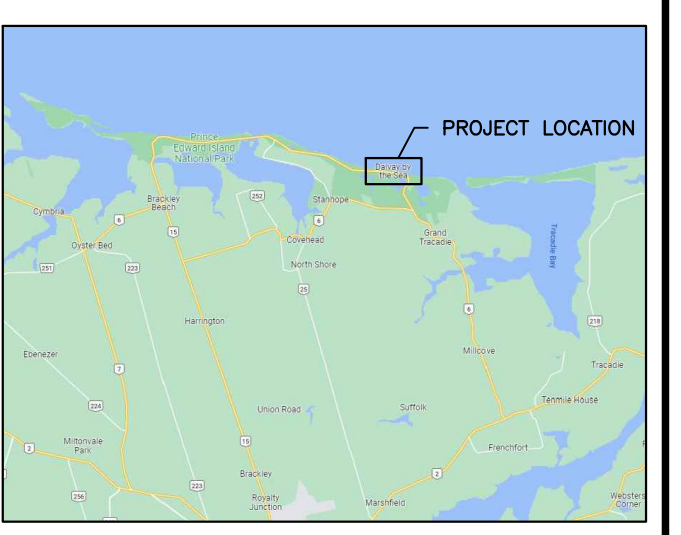 PROJECT LOCATION
Prince
Edward Island
National Park
Dalvay by
the Sea
Brackley
Beach
252
Stanhope
Cymbria
6
6
15
Covehead
Grand
Tracadie
Tracadie Bay
Oyster Bed
251
223
North Shore
25
6
218
Harrington
Ebenezer
Millcove
7
Tracadie
Tenmile House
224
Union Road
Suffolk
2
Miltonvale
Park
15
Frenchfort
Brackley
2
223
256
Royalty
Junction
Marshfield
Websters
Corner